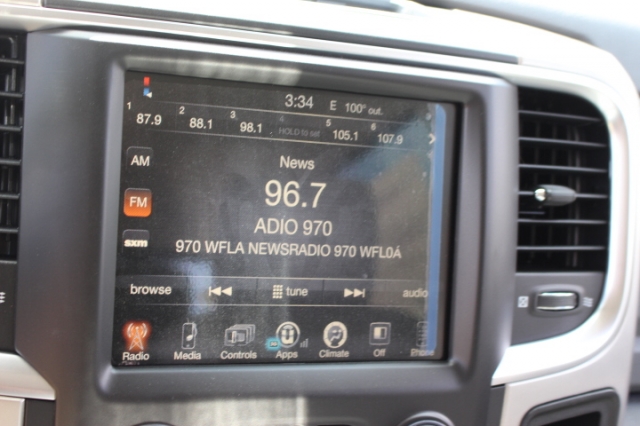 3:34 E 100° out.
1 2 3 5 6
87.9 88.1 98.1 HOLD to set 105.1 107.9
AM
News
FM
96.7
ADIO 970
sxm
970 WFLA NEWSRADIO 970 WFL0Á
browse tune audio
Radio Media Controls Apps Climate Off Phone